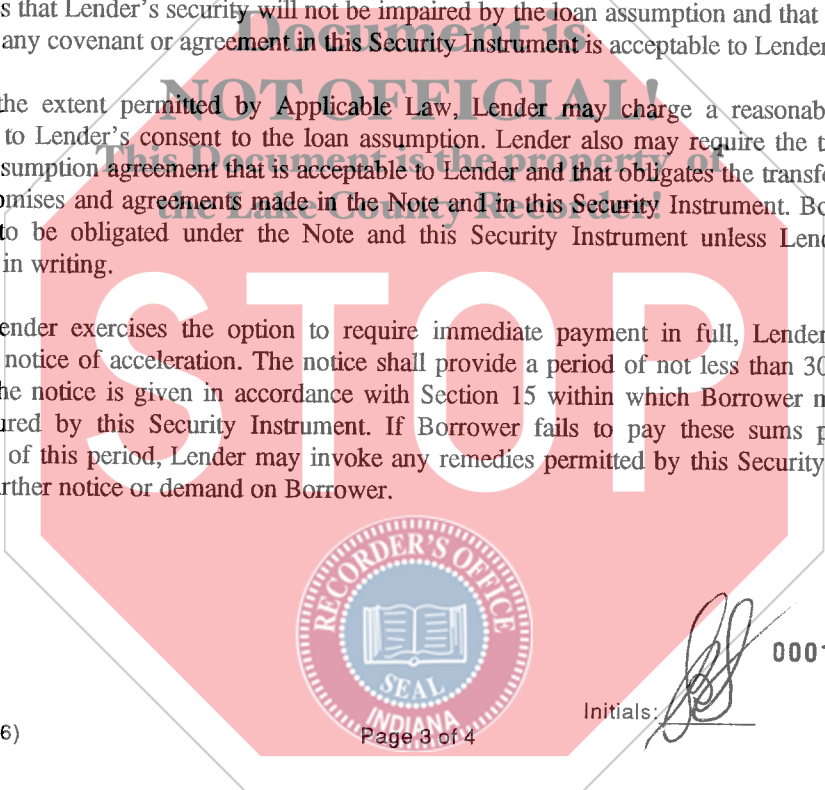 s that Lender's security will not be impaired by the loan assumption and that
Document is
any covenant or agreement in this Security Instrument is acceptable to Lender
NOT OFFICIAL!
the extent permitted by Applicable Law, Lender may charge a reasonab
to Lender's consent to the loan assumption. Lender also may require the t
This Document is the property of
sumption agreement that is acceptable to Lender and that obligates the transfe
omises and agreements made in the Note and in this Security Instrument. Bo
the Lake County Recorder!
to be obligated under the Note and this Security Instrument unless Lend
in writing.
STOP
ender exercises the option to require immediate payment in full, Lender
notice of acceleration. The notice shall provide a period of not less than 30
he notice is given in accordance with Section 15 within which Borrower m
ured by this Security Instrument. If Borrower fails to pay these sums p
of this period, Lender may invoke any remedies permitted by this Security
rther notice or demand on Borrower.
RECORDER'S OFFICE
SEAL
INDIANA
0001
Initials:
6)
Page 3 of 4